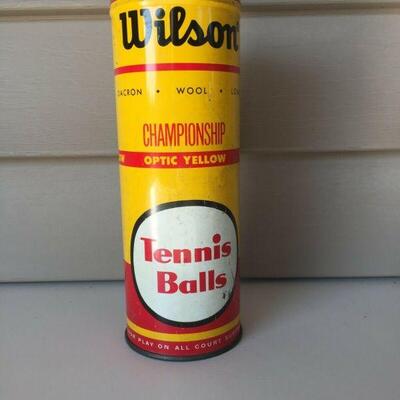 Wilson
DACRON • WOOL •
CHAMPIONSHIP
OPTIC YELLOW
Tennis
Balls
PLAY ON ALL COURT